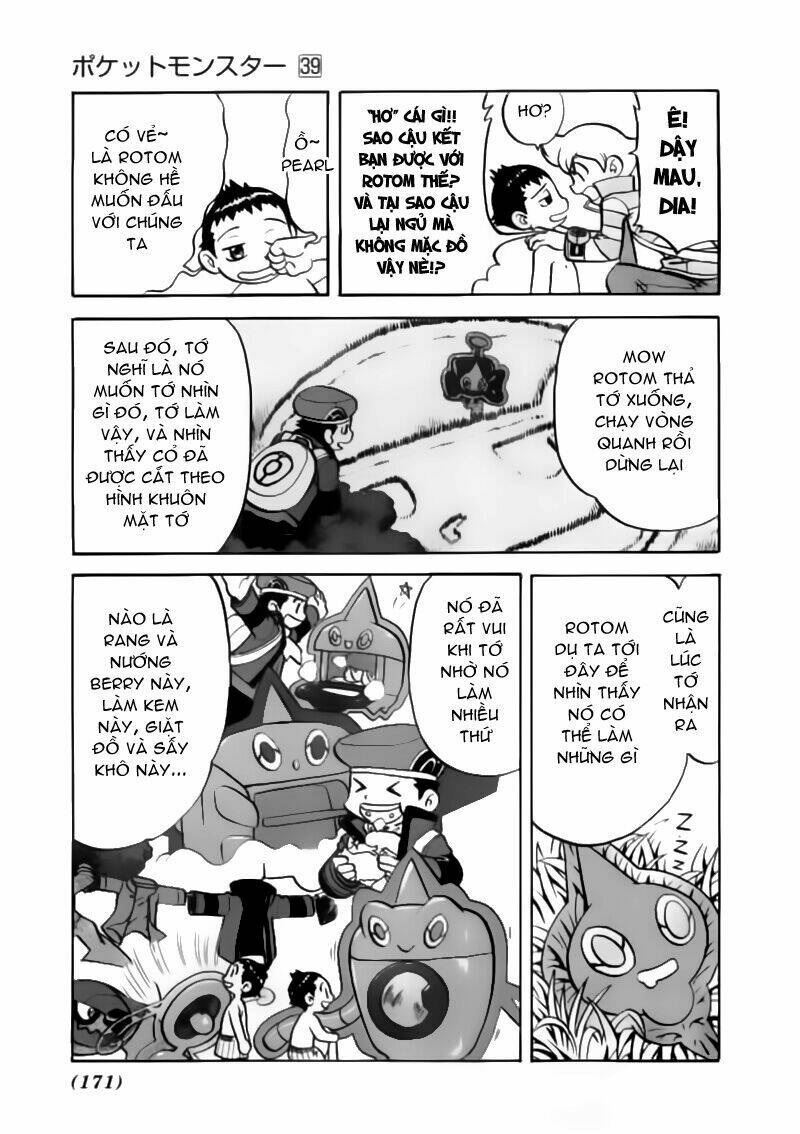 ポケットモンスター 39
Ê!
DẬY
MAU,
DIA!
HƠ?
"HƠ" CÁI GÌ!!
SAO CẬU KẾT
BẠN ĐƯỢC VỚI
ROTOM THẾ?
VÀ TẠI SAO CẬU
LẠI NGỦ MÀ
KHÔNG MẶC ĐỒ
VẬY NÈ!?
Ồ~
PEARL
CÓ VẺ~
LÀ ROTOM
KHÔNG HỀ
MUỐN ĐẤU
VỚI CHÚNG
TA
MOW
ROTOM THẢ
TỚ XUỐNG,
CHẠY VÒNG
QUANH RỒI
DỪNG LẠI
SAU ĐÓ, TỚ
NGHĨ LÀ NÓ
MUỐN TỚ NHÌN
GÌ ĐÓ, TỚ LÀM
VẬY, VÀ NHÌN
THẤY CỎ ĐÃ
ĐƯỢC CẮT THEO
HÌNH KHUÔN
MẶT TỚ
CŨNG
LÀ
LÚC
TỚ
NHẬN
RA
ROTOM
DỤ TA TỚI
ĐÂY ĐỂ
NHÌN THẤY
NÓ CÓ
THỂ LÀM
NHỮNG GÌ
Z
Z
Z
Z
NÓ ĐÃ
RẤT VUI
KHI TỚ
NHỜ NÓ
LÀM
NHIỀU
THỨ
NÀO LÀ
RANG VÀ
NƯỚNG
BERRY NÀY,
LÀM KEM
NÀY, GIẶT
ĐỒ VÀ SẤY
KHÔ NÀY...
(171)